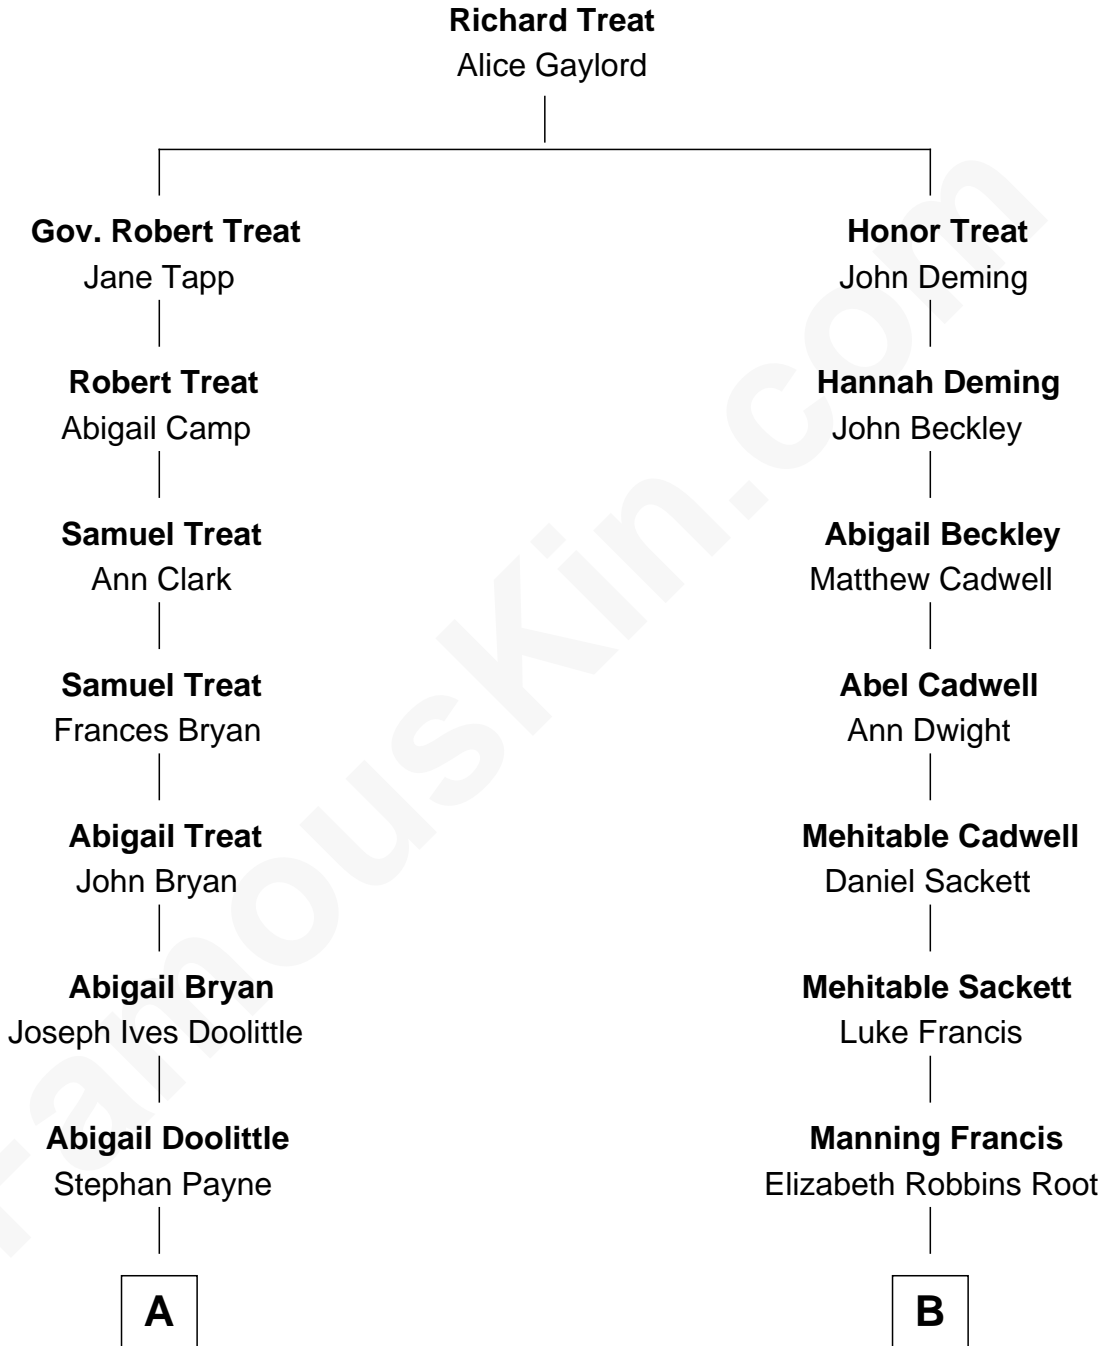 Richard Treat
Alice Gaylord
Gov. Robert Treat
Jane Tapp
Honor Treat
John Deming
Robert Treat
Abigail Camp
Hannah Deming
John Beckley
Samuel Treat
Ann Clark
Abigail Beckley
Matthew Cadwell
Samuel Treat
Frances Bryan
Abel Cadwell
Ann Dwight
Abigail Treat
John Bryan
Mehitable Cadwell
Daniel Sackett
Abigail Bryan
Joseph Ives Doolittle
Mehitable Sackett
Luke Francis
Abigail Doolittle
Stephan Payne
Manning Francis
Elizabeth Robbins Root
A
B
FamousKin.com